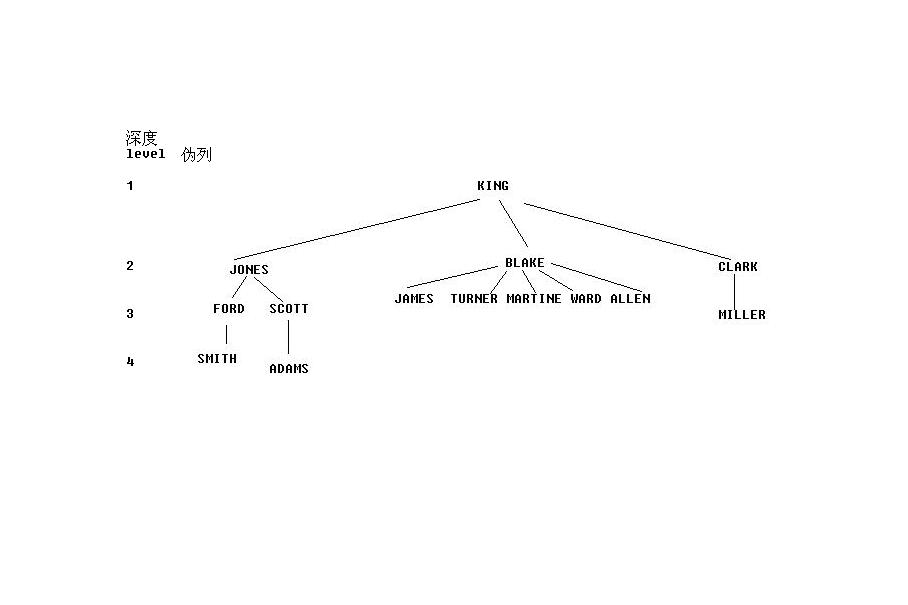 深度
level 伪列
1 KING
2 JONES BLAKE CLARK
3 FORD SCOTT JAMES TURNER MARTINE WARD ALLEN MILLER
4 SMITH ADAMS